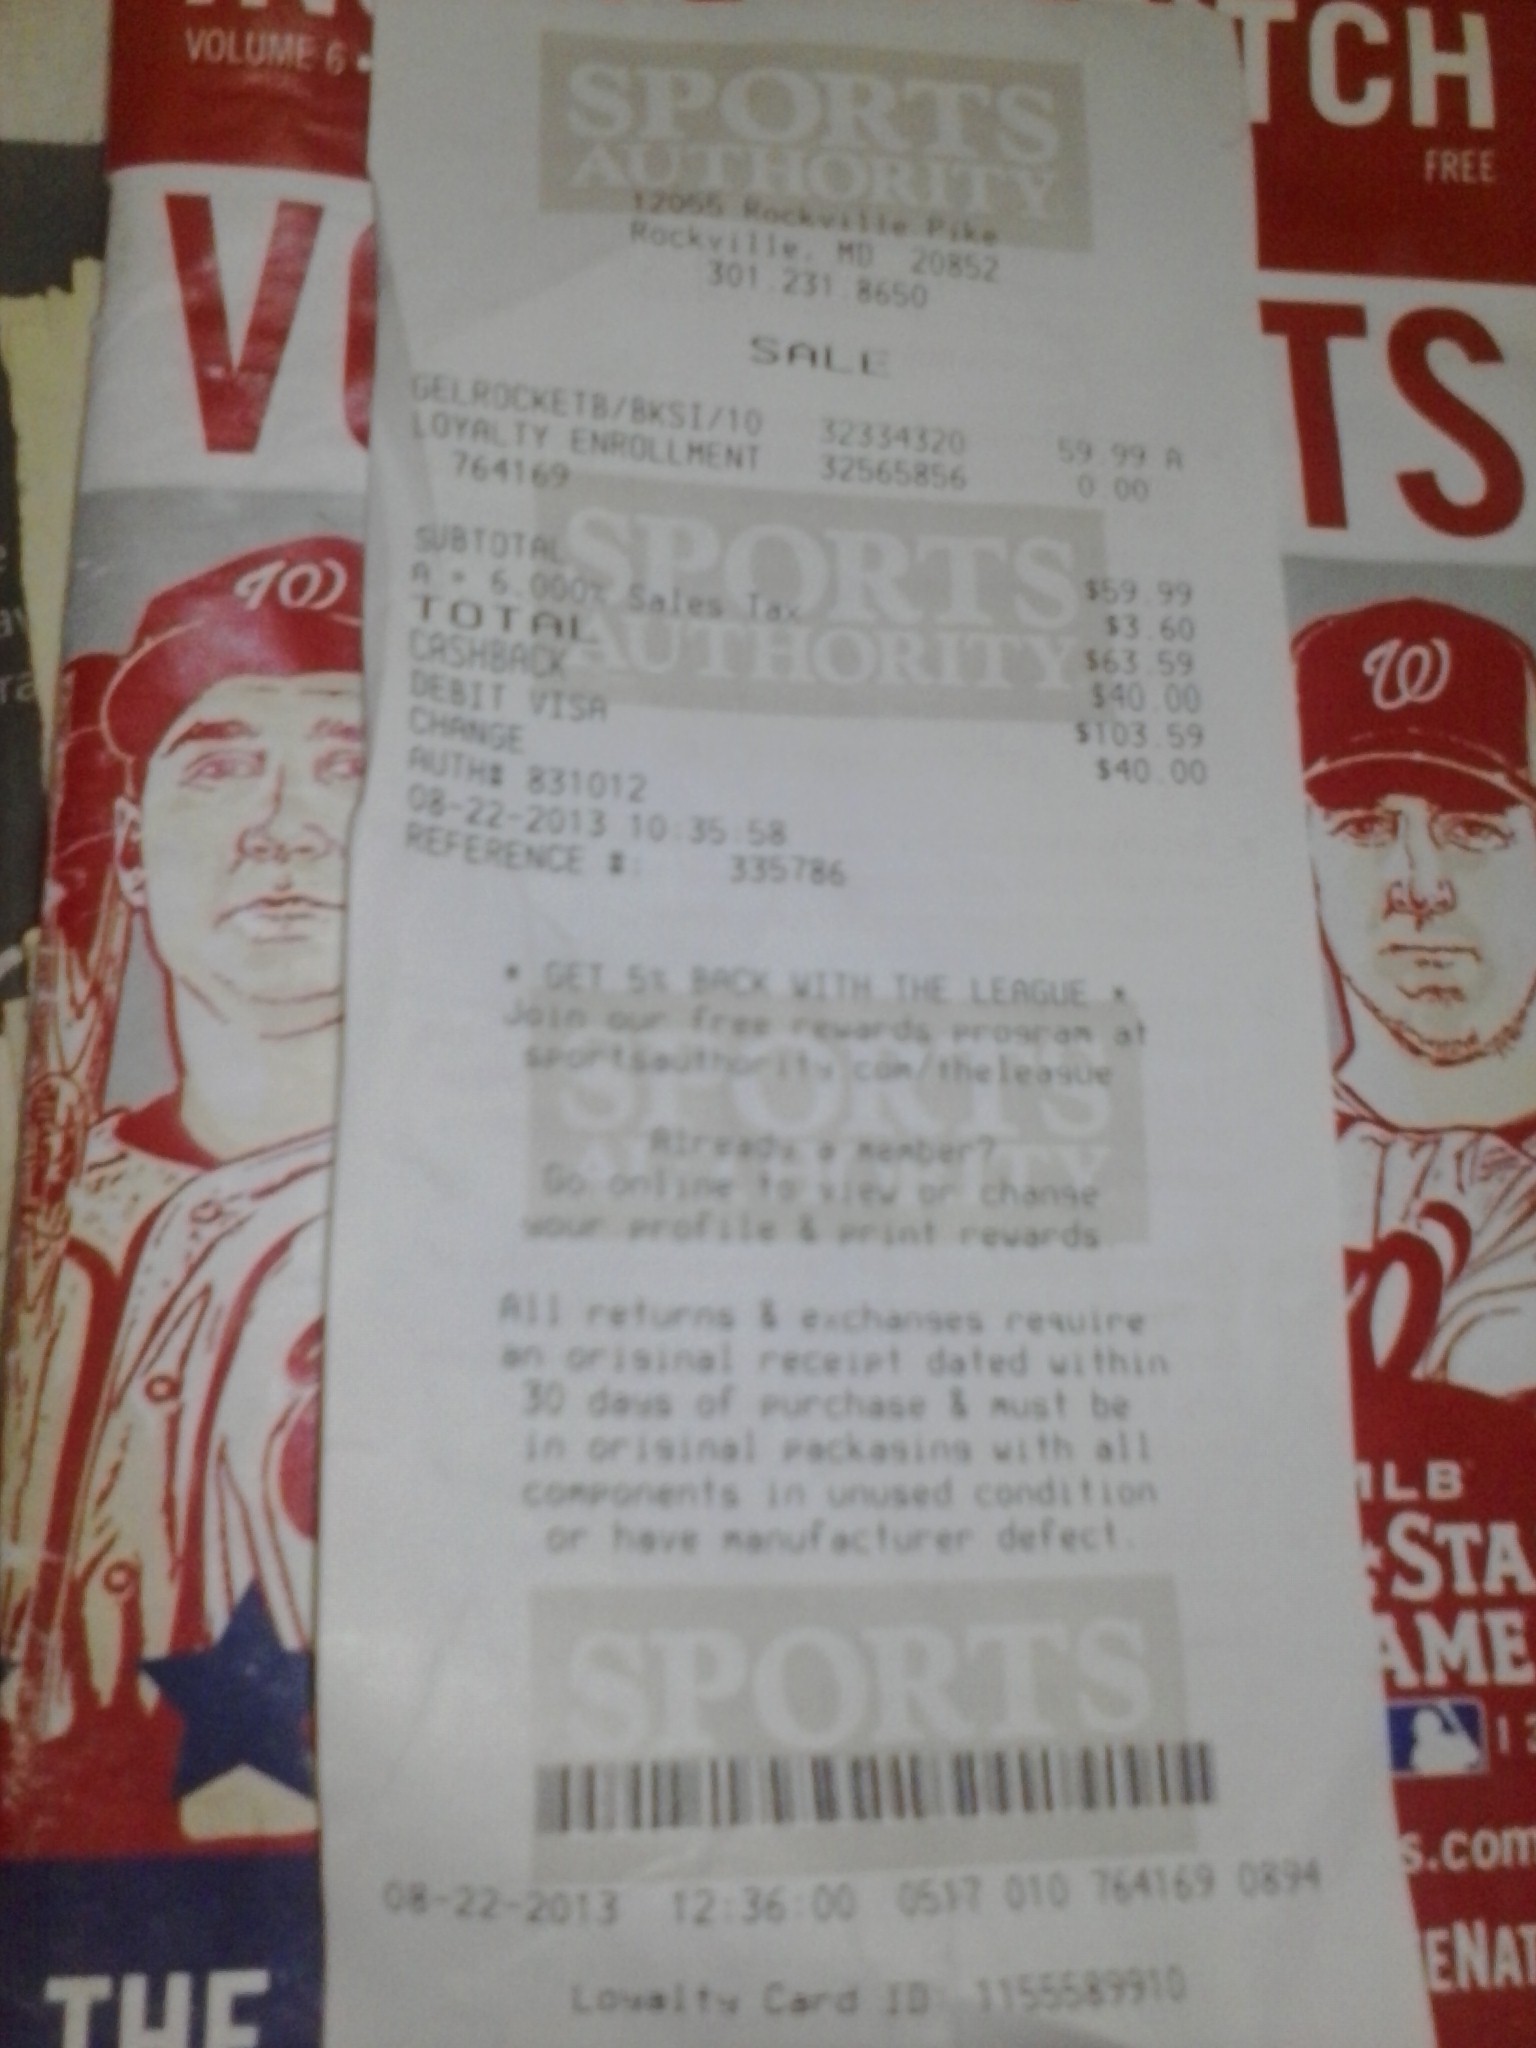 VOLUME 6 •
TCH
FREE
V
TS
SPORTS
AUTHORITY
12055 Rockville Pike
Rockville, MD 20852
301.231.8650
SALE
GELROCKETB/BKSI/10 32334320 59.99 A
LOYALTY ENROLLMENT 32565856 0.00
764169
SPORTS
AUTHORITY
SUBTOTAL $59.99
A = 6.000% Sales Tax $3.60
TOTAL $63.59
CASHBACK $40.00
DEBIT VISA $103.59
CHANGE $40.00
AUTH# 831012
08-22-2013 10:35:58
REFERENCE #: 335786
W
W
* GET 5% BACK WITH THE LEAGUE *
Join our free rewards program at
sportsauthority.com/theleague
SPORTS
AUTHORITY
Already a member?
Go online to view or change
your profile & print rewards
All returns & exchanges require
an original receipt dated within
30 days of purchase & must be
in original packaging with all
components in unused condition
or have manufacturer defect.
MLB
STA
AME
SPORTS
s.com
08-22-2013 12:36:00 0517 010 764169 0894
Loyalty Card ID 1155589910
THE
ENAT